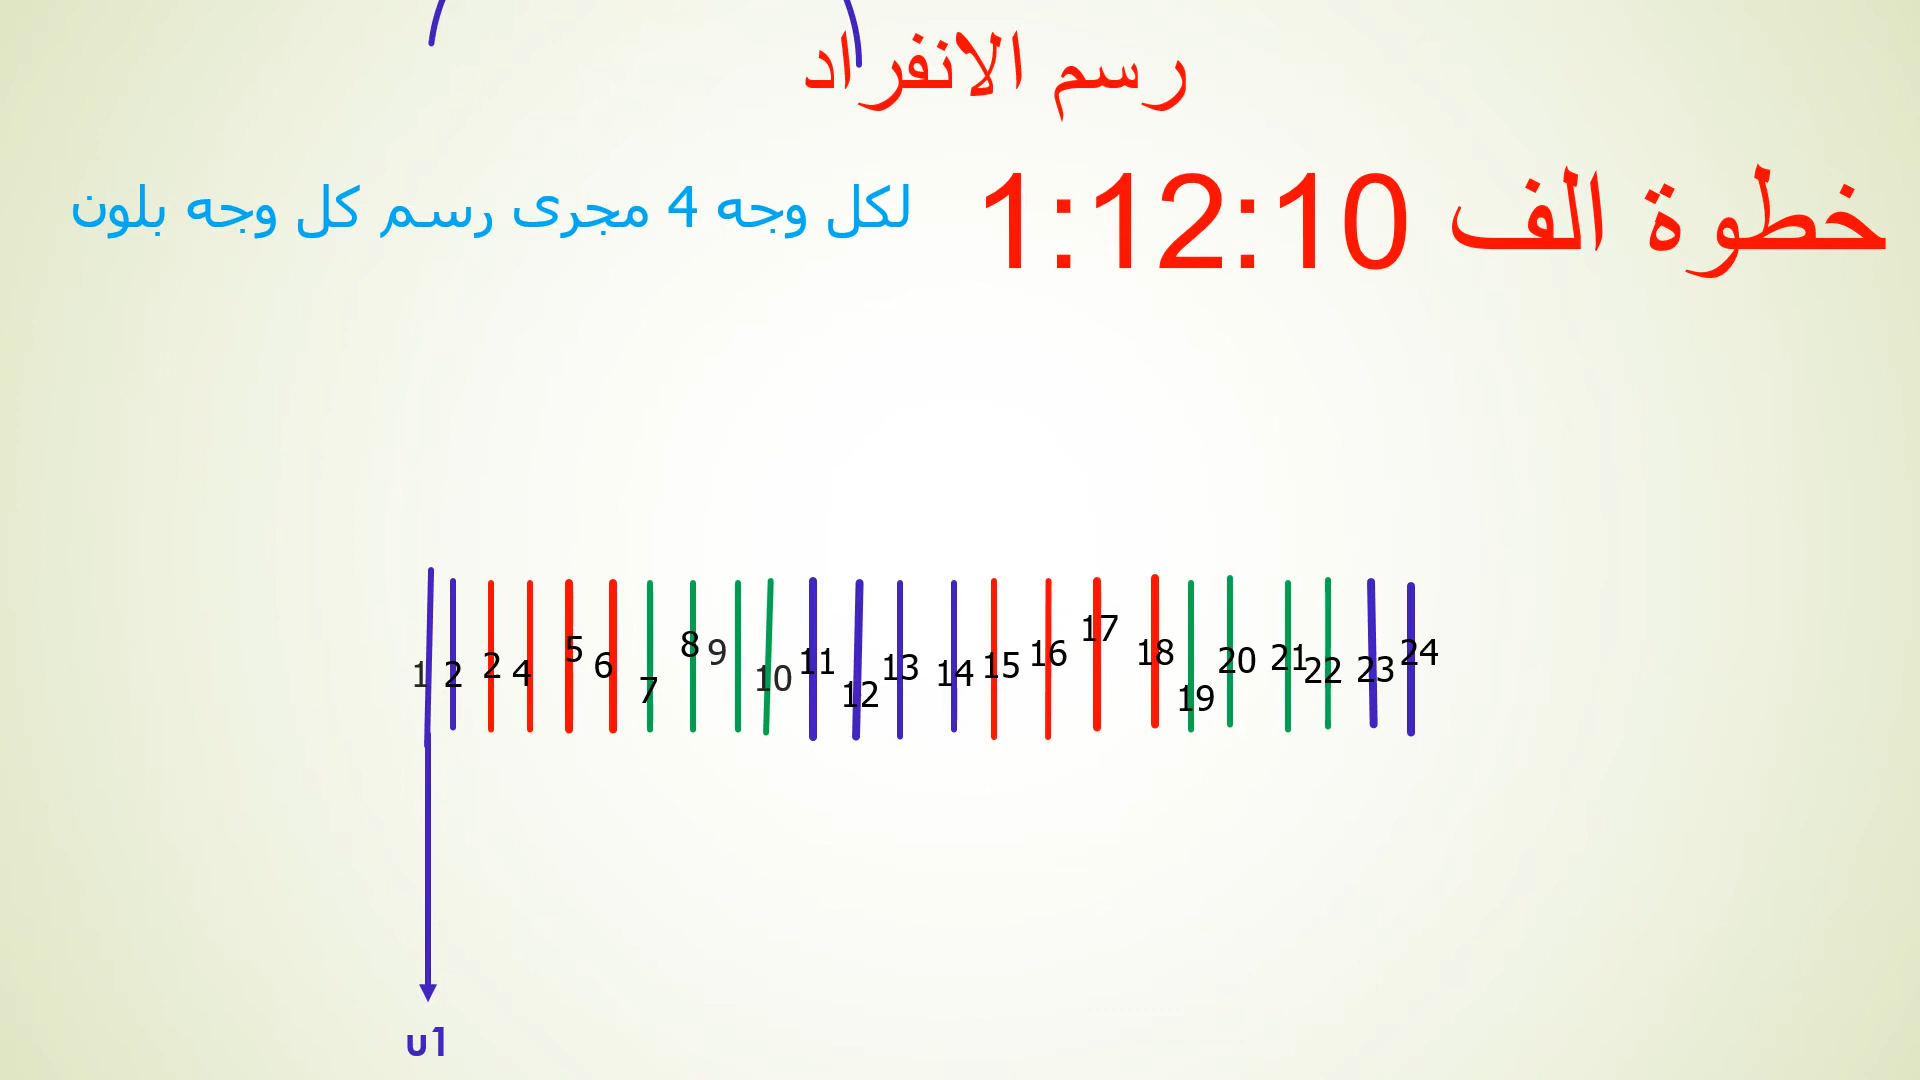 رسم الانفراد
خطوة الف 1:12:10
لكل وجه 4 مجرى رسم كل وجه بلون
1 2 2 4 5 6 7 8 9 10 11 12 13 14 15 16 17 18 19 20 21 22 23 24
u1